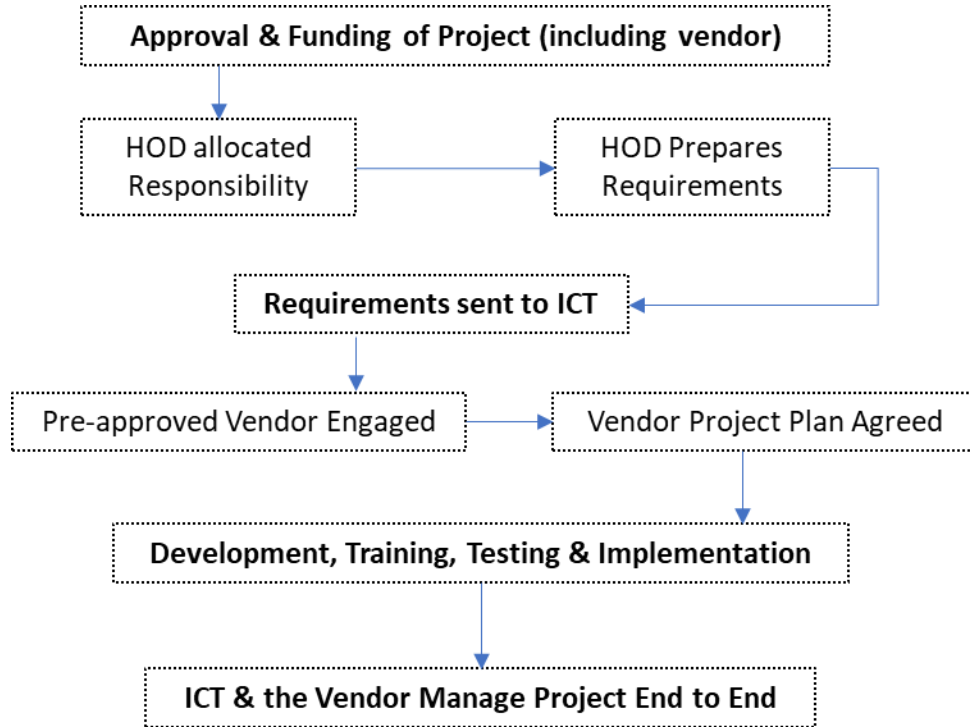 Approval & Funding of Project (including vendor)
HOD allocated
Responsibility
HOD Prepares
Requirements
Requirements sent to ICT
Pre-approved Vendor Engaged
Vendor Project Plan Agreed
Development, Training, Testing & Implementation
ICT & the Vendor Manage Project End to End